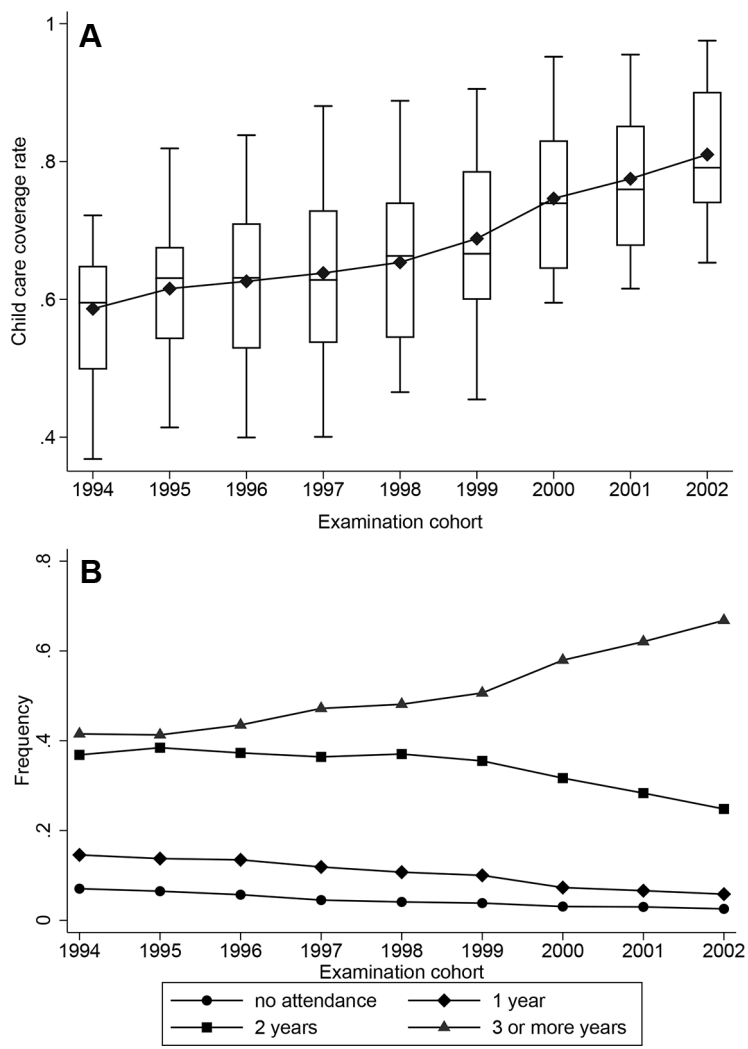 A
1
.8
.6
.4
Child care coverage rate
1994 1995 1996 1997 1998 1999 2000 2001 2002
Examination cohort
B
.8
.6
.4
.2
0
Frequency
1994 1995 1996 1997 1998 1999 2000 2001 2002
Examination cohort
no attendance 1 year
2 years 3 or more years